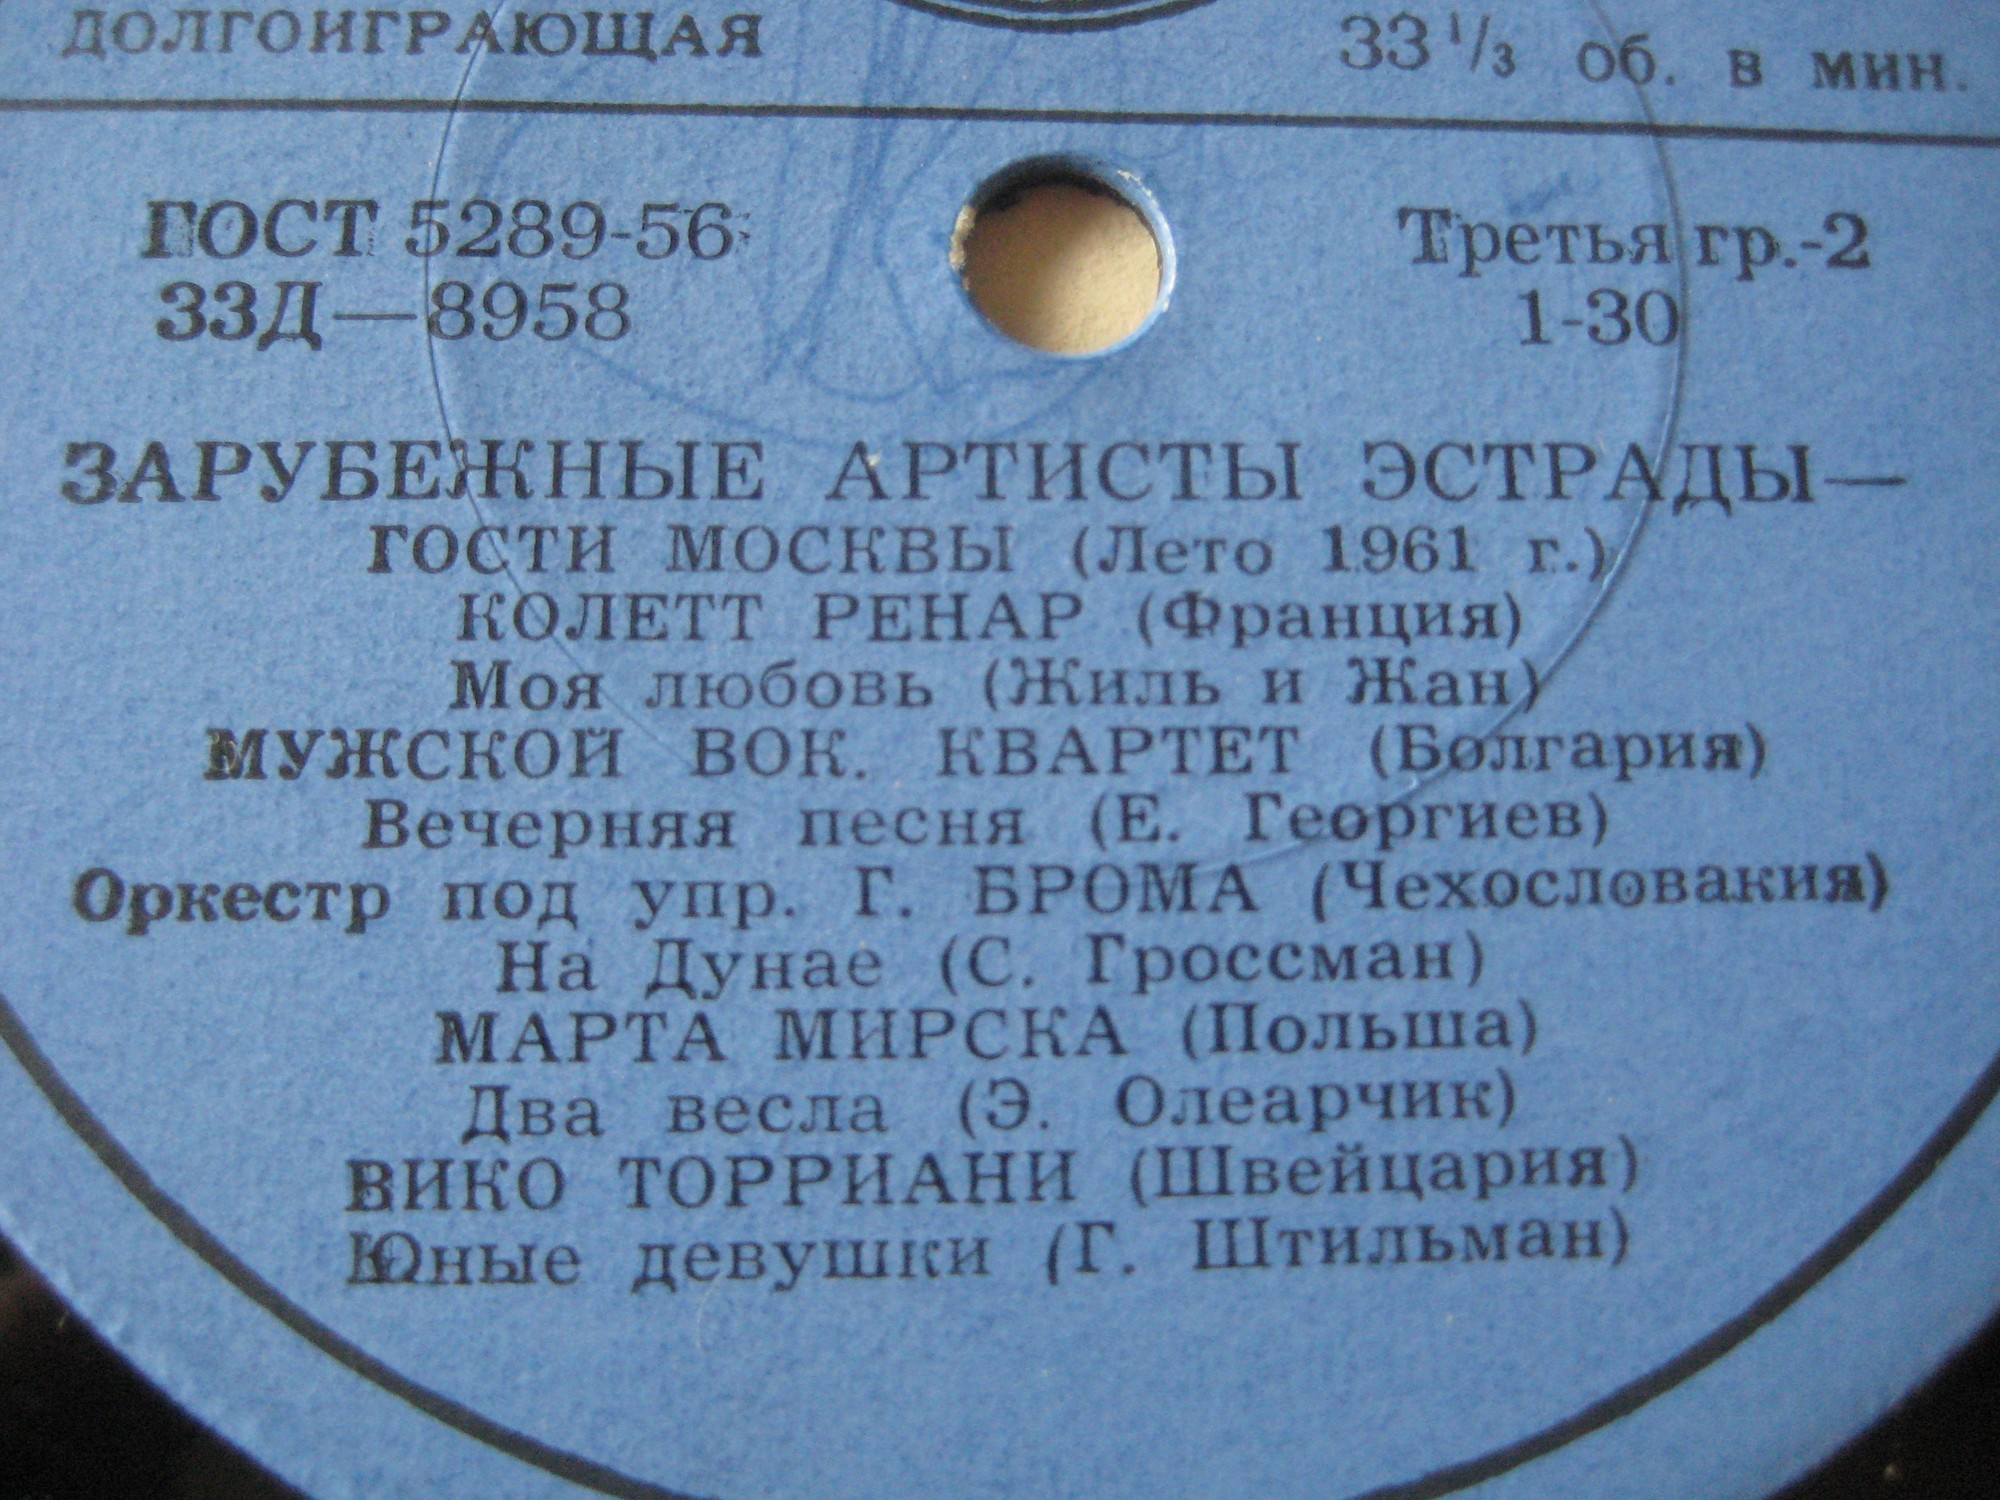 ДОЛГОИГРАЮЩАЯ 33 1/3 об. в мин.
ГОСТ 5289-56 Третья гр.-2
33Д—8958 1-30
ЗАРУБЕЖНЫЕ АРТИСТЫ ЭСТРАДЫ—
ГОСТИ МОСКВЫ (Лето 1961 г.)
КОЛЕТТ РЕНАР (Франция)
Моя любовь (Жиль и Жан)
МУЖСКОЙ ВОК. КВАРТЕТ (Болгария)
Вечерняя песня (Е. Георгиев)
Оркестр под упр. Г. БРОМА (Чехословакия)
На Дунае (С. Гроссман)
МАРТА МИРСКА (Польша)
Два весла (Э. Олеарчик)
ВИКО ТОРРИАНИ (Швейцария)
Юные девушки (Г. Штильман)